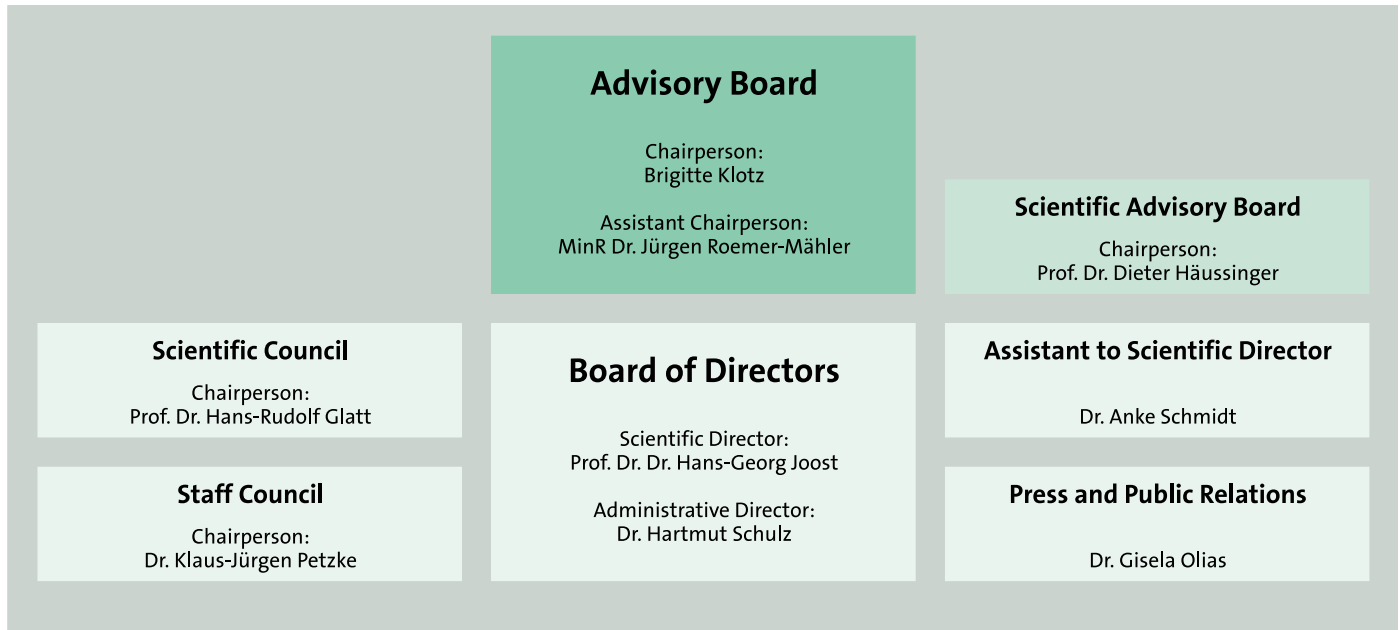 Advisory Board
Chairperson:
Brigitte Klotz
Assistant Chairperson:
MinR Dr. Jürgen Roemer-Mähler
Scientific Advisory Board
Chairperson:
Prof. Dr. Dieter Häussinger
Scientific Council
Chairperson:
Prof. Dr. Hans-Rudolf Glatt
Board of Directors
Scientific Director:
Prof. Dr. Dr. Hans-Georg Joost
Administrative Director:
Dr. Hartmut Schulz
Assistant to Scientific Director
Dr. Anke Schmidt
Staff Council
Chairperson:
Dr. Klaus-Jürgen Petzke
Press and Public Relations
Dr. Gisela Olias